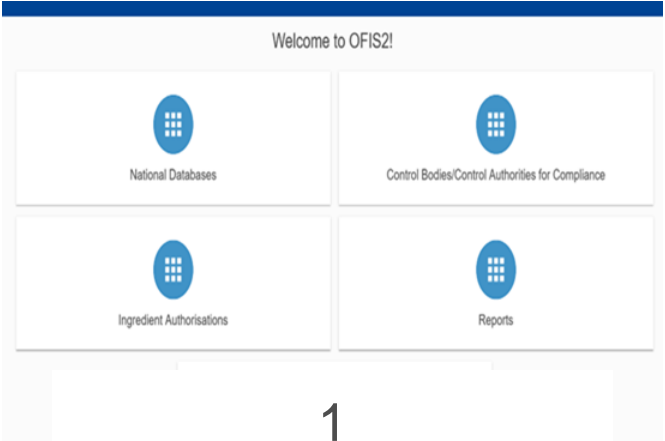 Welcome to OFIS2!
National Databases
Control Bodies/Control Authorities for Compliance
Ingredient Authorisations
Reports
1